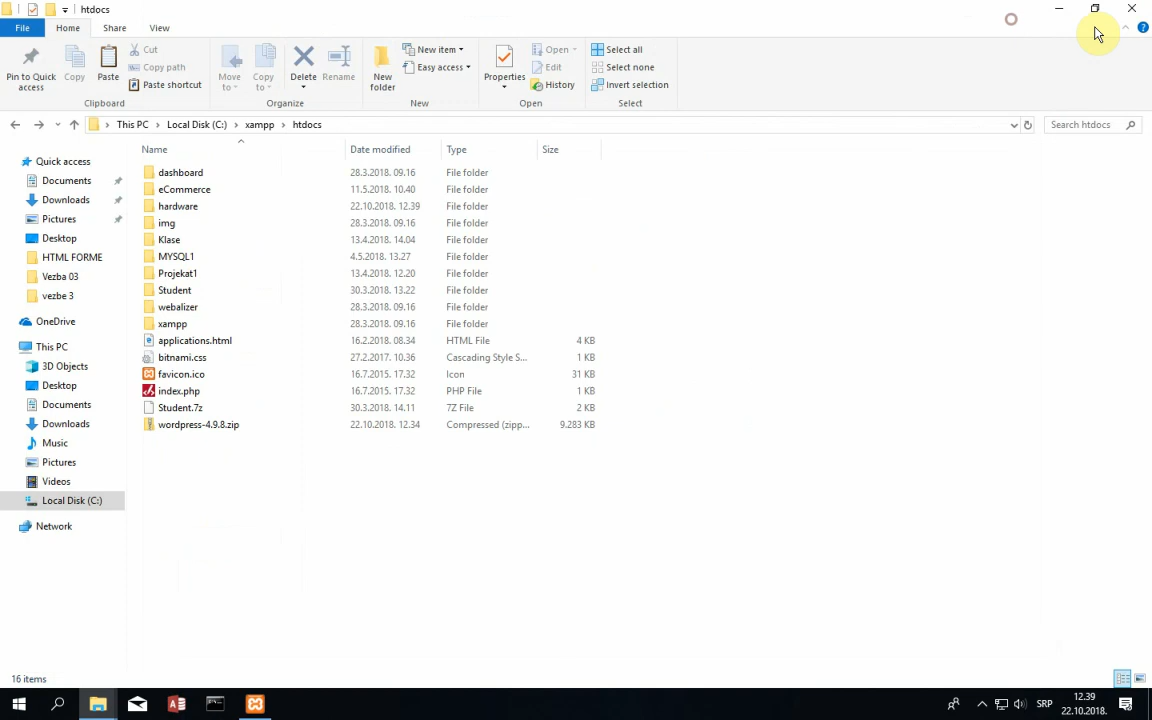 htdocs
File Home Share View
Pin to Quick access
Copy
Paste
Cut
Copy path
Paste shortcut
Clipboard
Move to
Copy to
Delete
Rename
Organize
New folder
New item
Easy access
New
Properties
Open
Edit
History
Open
Select all
Select none
Invert selection
Select
This PC Local Disk (C:) xampp htdocs
Search htdocs
Quick access
Documents
Downloads
Pictures
Desktop
HTML FORME
Vezba 03
vezbe 3
OneDrive
This PC
3D Objects
Desktop
Documents
Downloads
Music
Pictures
Videos
Local Disk (C:)
Network
Name Date modified Type Size
dashboard 28.3.2018. 09.16 File folder
eCommerce 11.5.2018. 10.40 File folder
hardware 22.10.2018. 12.39 File folder
img 28.3.2018. 09.16 File folder
Klase 13.4.2018. 14.04 File folder
MYSQL1 4.5.2018. 13.27 File folder
Projekat1 13.4.2018. 12.20 File folder
Student 30.3.2018. 13.22 File folder
webalizer 28.3.2018. 09.16 File folder
xampp 28.3.2018. 09.16 File folder
applications.html 16.2.2018. 08.34 HTML File 4 KB
bitnami.css 27.2.2017. 10.36 Cascading Style S... 1 KB
favicon.ico 16.7.2015. 17.32 Icon 31 KB
index.php 16.7.2015. 17.32 PHP File 1 KB
Student.7z 30.3.2018. 14.11 7Z File 2 KB
wordpress-4.9.8.zip 22.10.2018. 12.34 Compressed (zipp... 9.283 KB
16 items
SRP
12.39
22.10.2018.